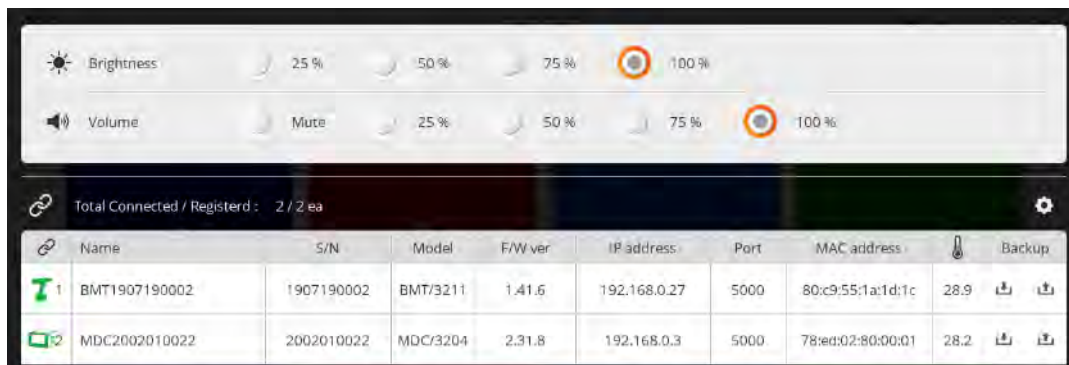 Brightness 25 % 50 % 75 % 100 %
Volume Mute 25 % 50 % 75 % 100 %
Total Connected / Registerd : 2 / 2 ea
Name S/N Model F/W ver IP address Port MAC address Backup
1 BMT1907190002 1907190002 BMT/3211 1.41.6 192.168.0.27 5000 80:c9:55:1a:1d:1c 28.9
2 MDC2002010022 2002010022 MDC/3204 2.31.8 192.168.0.3 5000 78:ed:02:80:00:01 28.2